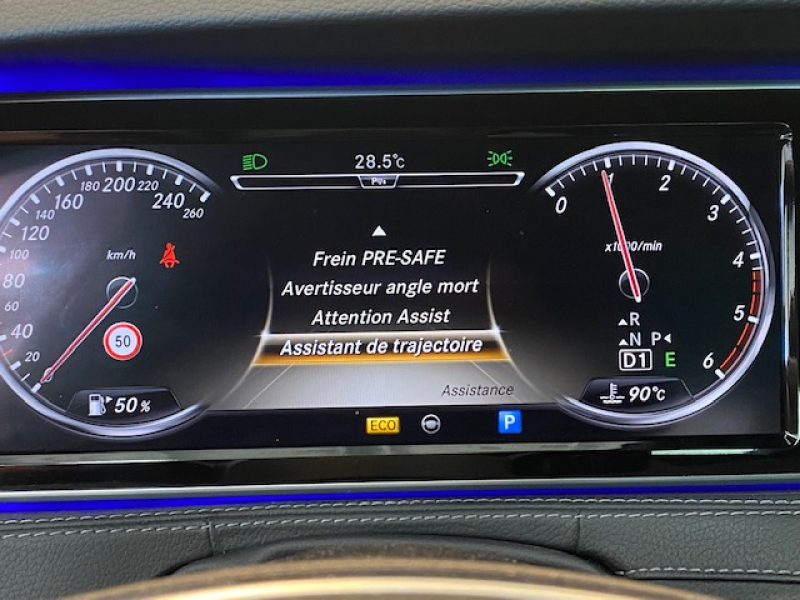 28.5°c
180 200 220
160 240
140 260
120
100
80
60
40
20
km/h
50
50 %
Frein PRE-SAFE
Avertisseur angle mort
Attention Assist
Assistant de trajectoire
Assistance
ECO
P
0 1 2 3 4 5 6
x1000/min
R
N P
D1 E
90°c